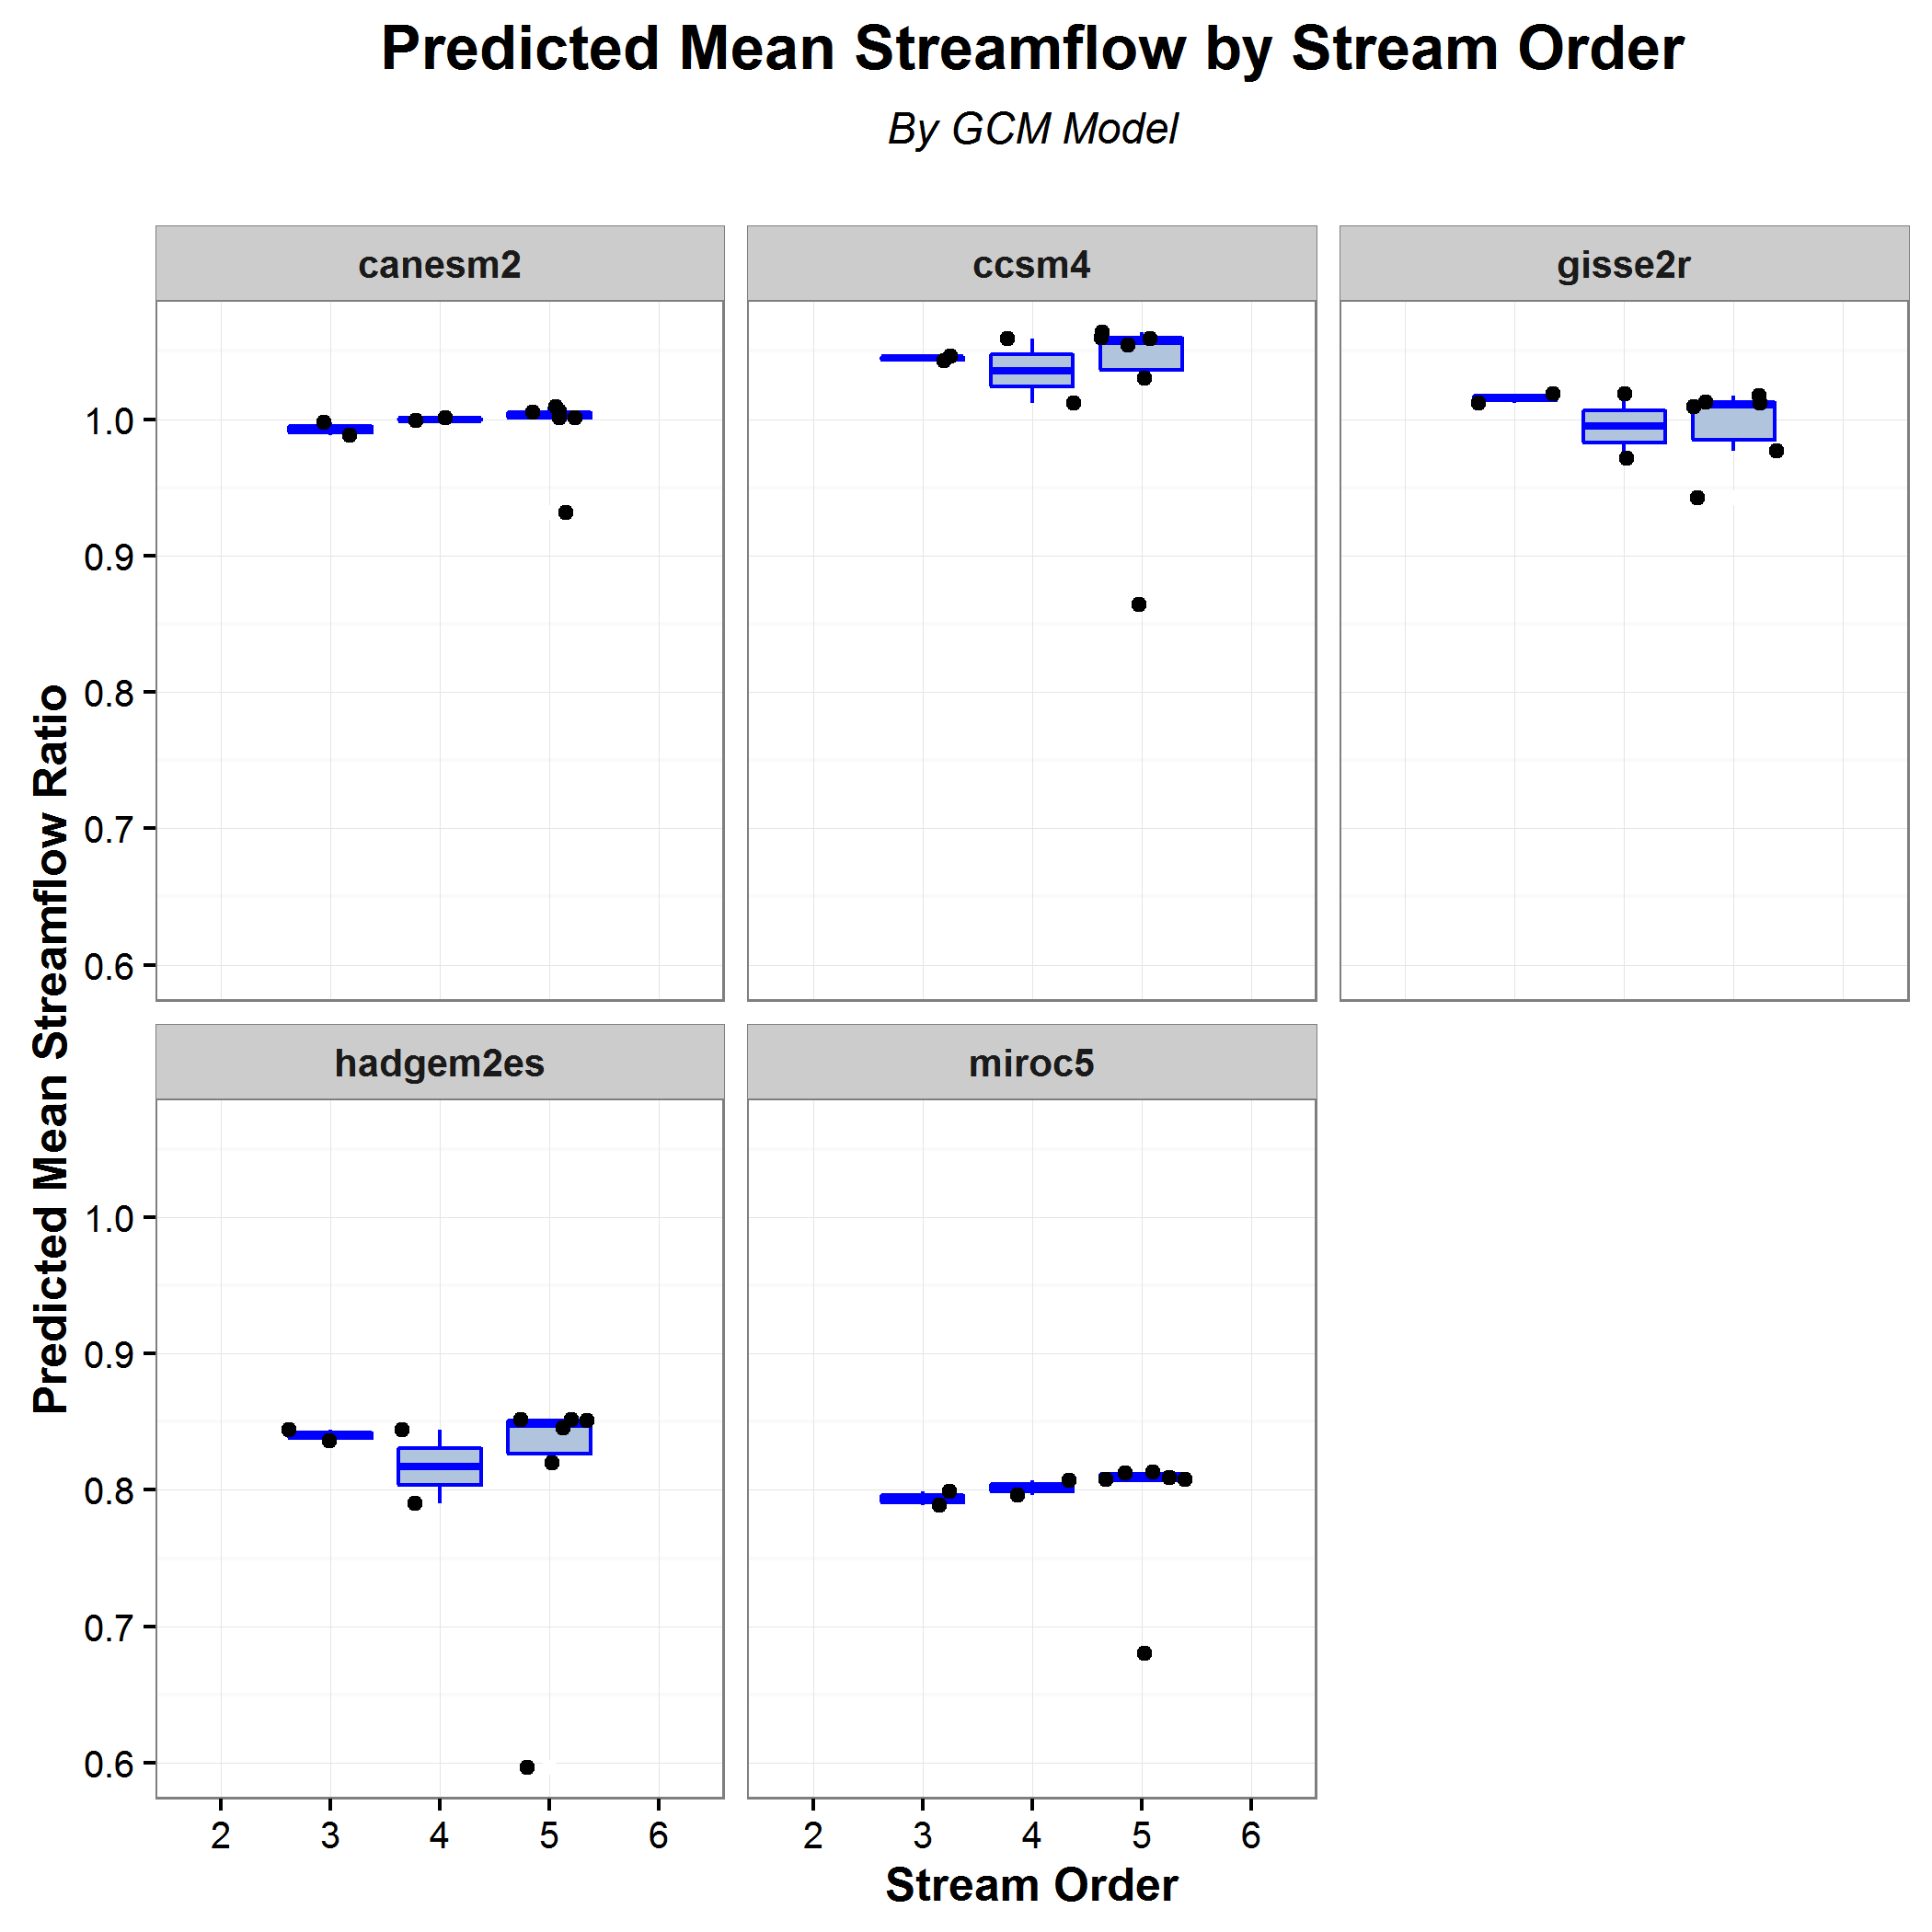 Predicted Mean Streamflow by Stream Order
By GCM Model
canesm2
ccsm4
gisse2r
1.0
0.9
0.8
0.7
0.6
Predicted Mean Streamflow Ratio
hadgem2es
miroc5
1.0
0.9
0.8
0.7
0.6
2 3 4 5 6
2 3 4 5 6
Stream Order